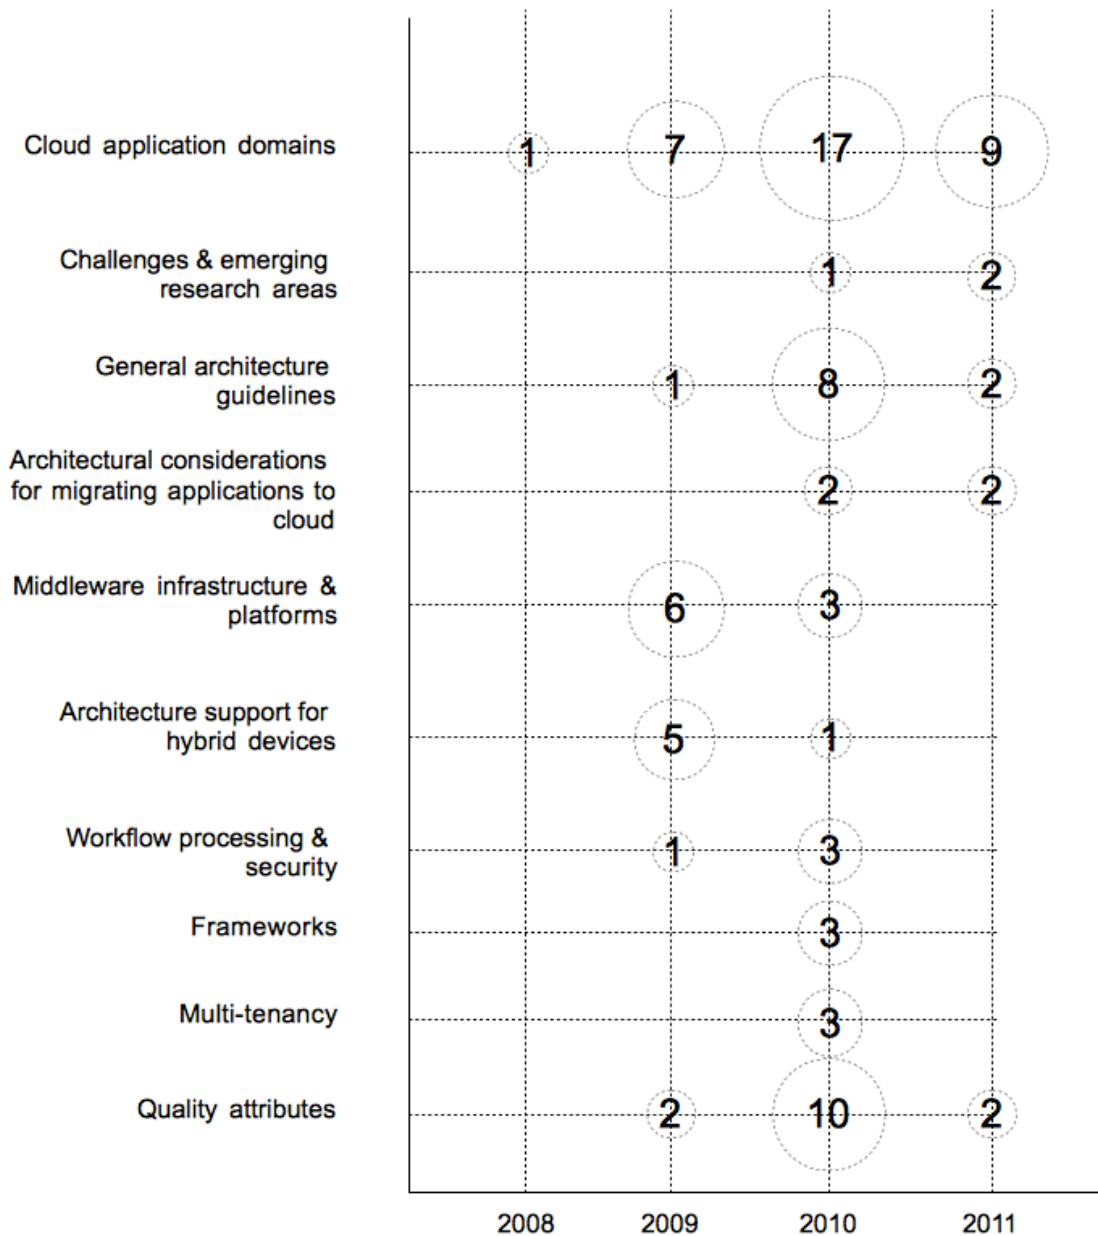 Cloud application domains
1 7 17 9
Challenges & emerging
research areas
1 2
General architecture
guidelines
1 8 2
Architectural considerations
for migrating applications to
cloud
2 2
Middleware infrastructure &
platforms
6 3
Architecture support for
hybrid devices
5 1
Workflow processing &
security
1 3
Frameworks
3
Multi-tenancy
3
Quality attributes
2 10 2
2008 2009 2010 2011